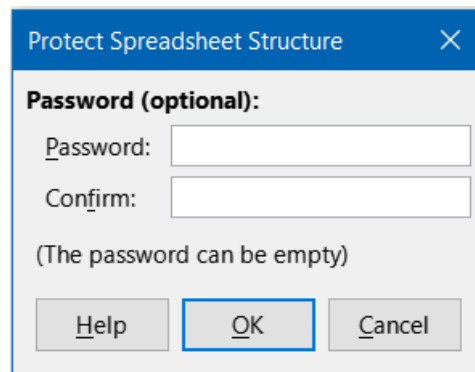 Protect Spreadsheet Structure
Password (optional):
Password:
Confirm:
(The password can be empty)
Help OK Cancel